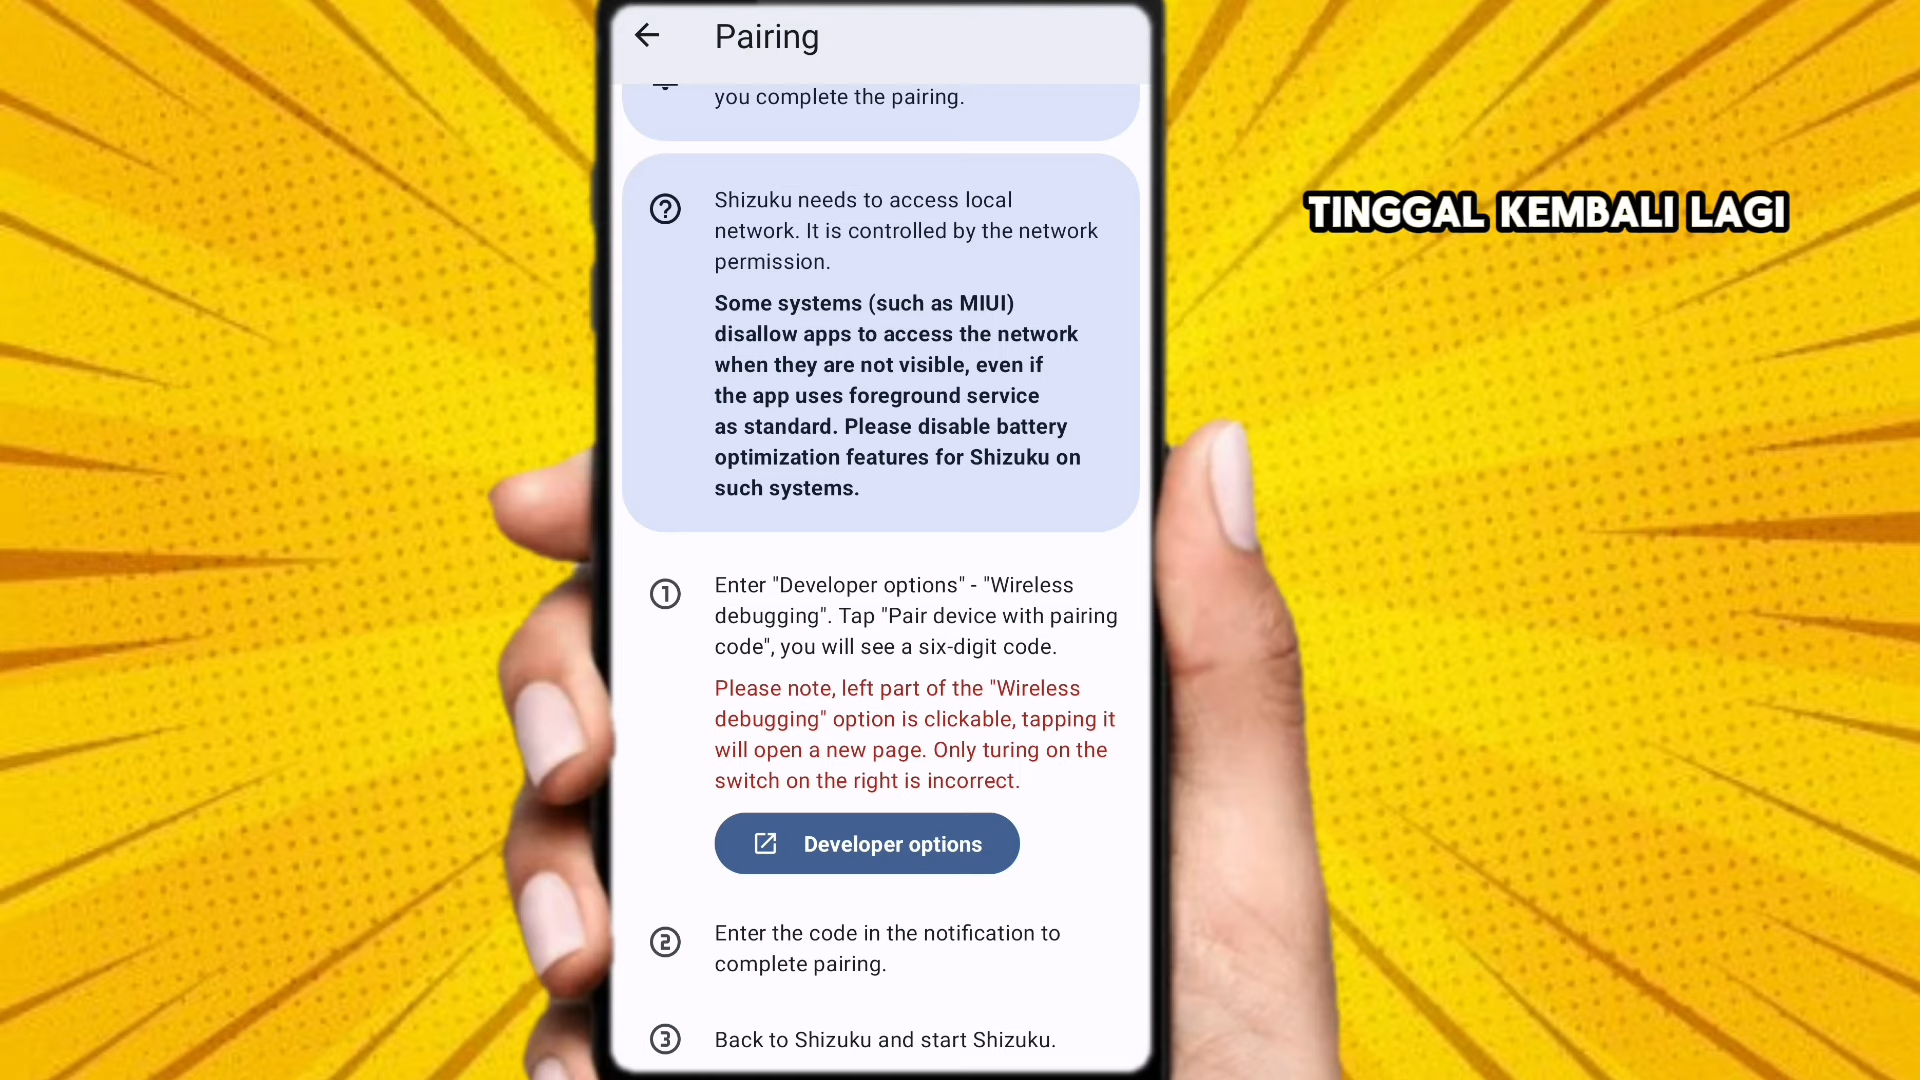 Pairing
you complete the pairing.
Shizuku needs to access local
network. It is controlled by the network
permission.
Some systems (such as MIUI)
disallow apps to access the network
when they are not visible, even if
the app uses foreground service
as standard. Please disable battery
optimization features for Shizuku on
such systems.
1
Enter "Developer options" - "Wireless
debugging". Tap "Pair device with pairing
code", you will see a six-digit code.
Please note, left part of the "Wireless
debugging" option is clickable, tapping it
will open a new page. Only turing on the
switch on the right is incorrect.
Developer options
2
Enter the code in the notification to
complete pairing.
3
Back to Shizuku and start Shizuku.
TINGGAL KEMBALI LAGI